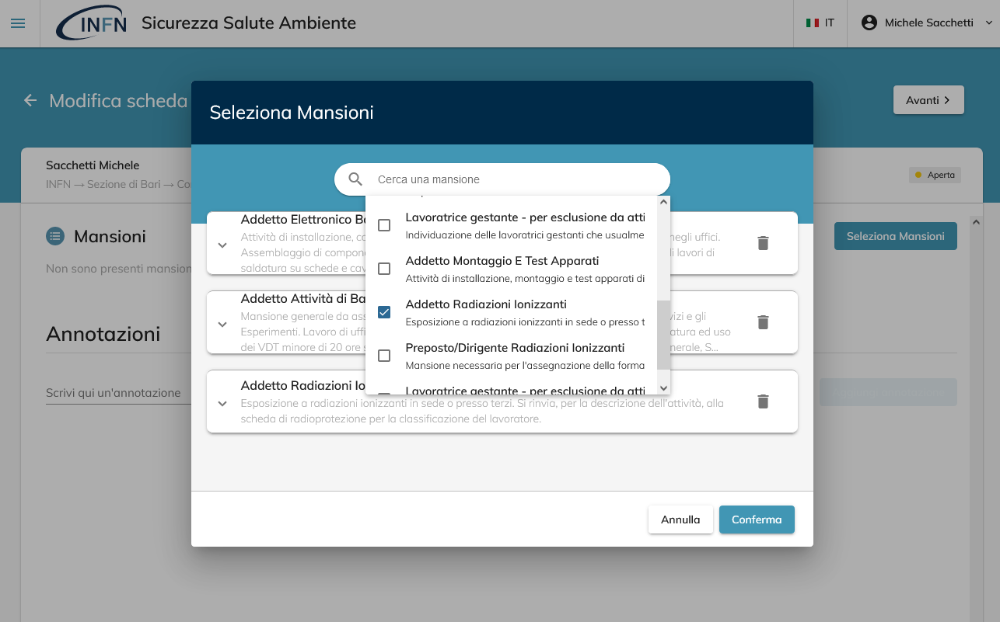 INFN
Sicurezza Salute Ambiente
IT
Michele Sacchetti
Modifica scheda
Avanti
Seleziona Mansioni
Sacchetti Michele
INFN → Sezione di Bari → Co
Aperta
Cerca una mansione
Mansioni
Seleziona Mansioni
Non sono presenti mansion
Annotazioni
Scrivi qui un'annotazione
Addetto Elettronico Ba
Attività di installazione, co
negli uffici.
Assemblaggio di compone
di lavori di
saldatura su schede e cav
Addetto Attività di Ba
Mansione generale da ass
vizi e gli
Esperimenti. Lavoro di uffi
atura ed uso
dei VDT minore di 20 ore s
nerale, S...
Addetto Radiazioni Io
Esposizione a radiazioni ionizzanti in sede o presso terzi. Si rinvia, per la descrizione dell'attività, alla
scheda di radioprotezione per la classificazione del lavoratore.
Lavoratrice gestante - per esclusione da atti
Individuazione delle lavoratrici gestanti che usualme
Addetto Montaggio E Test Apparati
Attività di installazione, montaggio e test apparati di
Addetto Radiazioni Ionizzanti
Esposizione a radiazioni ionizzanti in sede o presso t
Preposto/Dirigente Radiazioni Ionizzanti
Mansione necessaria per l'assegnazione della forma
Lavoratrice gestante - per esclusione da atti
Annulla
Conferma